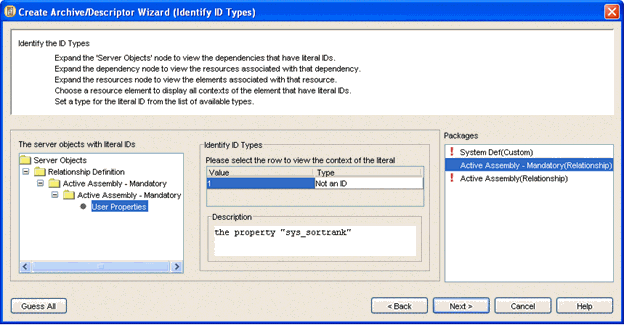 Create Archive/Descriptor Wizard (Identify ID Types)
Identify the ID Types
Expand the 'Server Objects' node to view the dependencies that have literal IDs.
Expand the dependency node to view the resources associated with that dependency.
Expand the resources node to view the elements associated with that resource.
Choose a resource element to display all contexts of the element that have literal IDs.
Set a type for the literal ID from the list of available types.
The server objects with literal IDs
Server Objects
Relationship Definition
Active Assembly - Mandatory
Active Assembly - Mandatory
User Properties
Identify ID Types
Please select the row to view the context of the literal
Value Type
1 Not an ID
Description
the property "sys_sortrank"
Packages
! System Def(Custom)
Active Assembly - Mandatory(Relationship)
! Active Assembly(Relationship)
Guess All
< Back
Next >
Cancel
Help